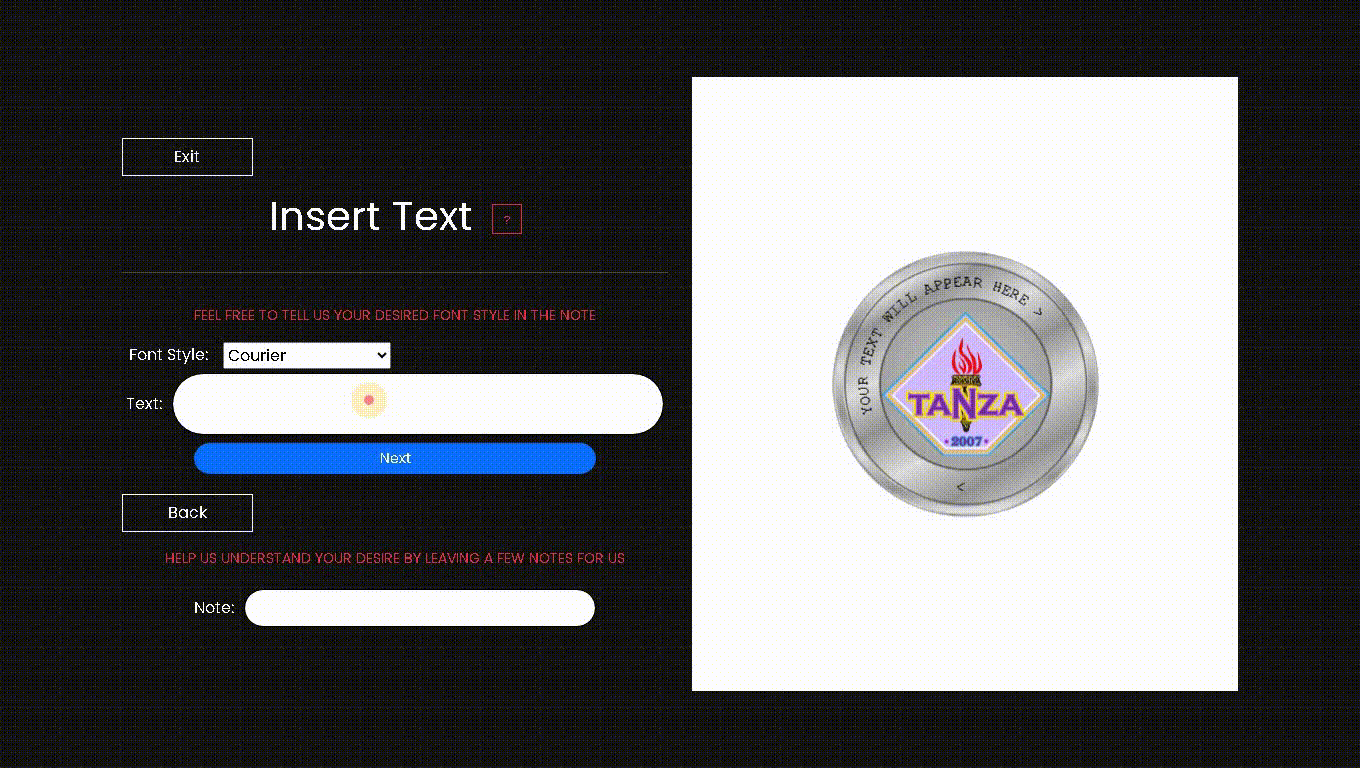 Exit
Insert Text ?
FEEL FREE TO TELL US YOUR DESIRED FONT STYLE IN THE NOTE
Font Style: Courier
Text:
Next
Back
HELP US UNDERSTAND YOUR DESIRE BY LEAVING A FEW NOTES FOR US
Note:
< YOUR TEXT WILL APPEAR HERE >
TANZA
2007